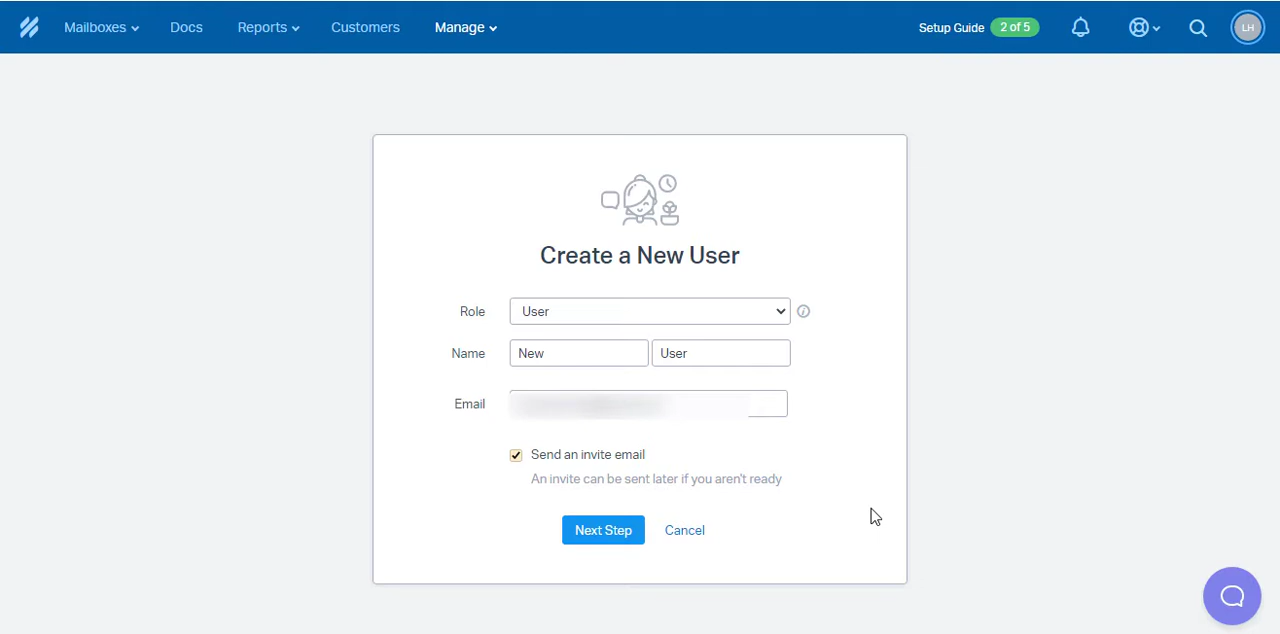 Mailboxes Docs Reports Customers Manage Setup Guide 2 of 5 LH
Create a New User
Role User
Name New User
Email
Send an invite email
An invite can be sent later if you aren't ready
Next Step Cancel